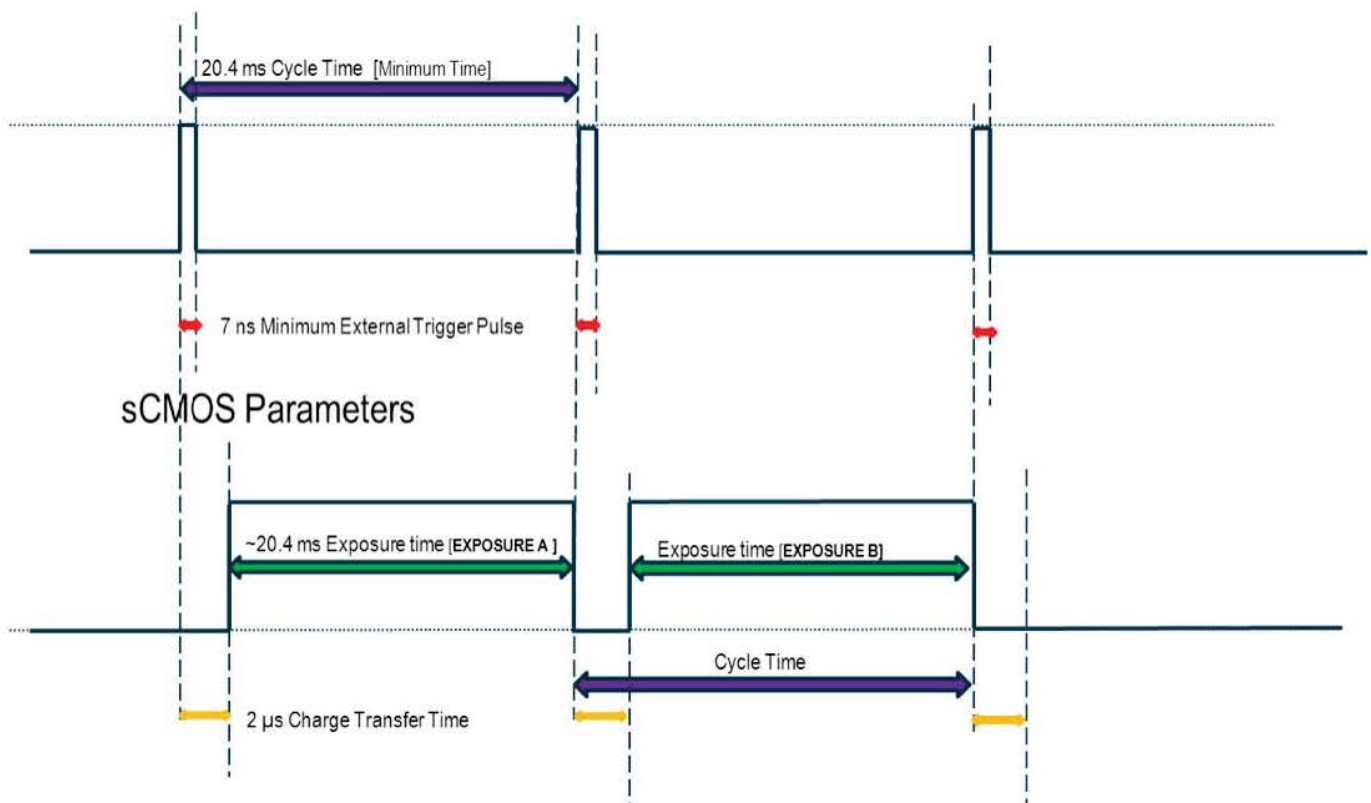 20.4 ms Cycle Time [Minimum Time]
7 ns Minimum External Trigger Pulse
sCMOS Parameters
~20.4 ms Exposure time [EXPOSURE A ]
Exposure time [EXPOSURE B]
Cycle Time
2 µs Charge Transfer Time